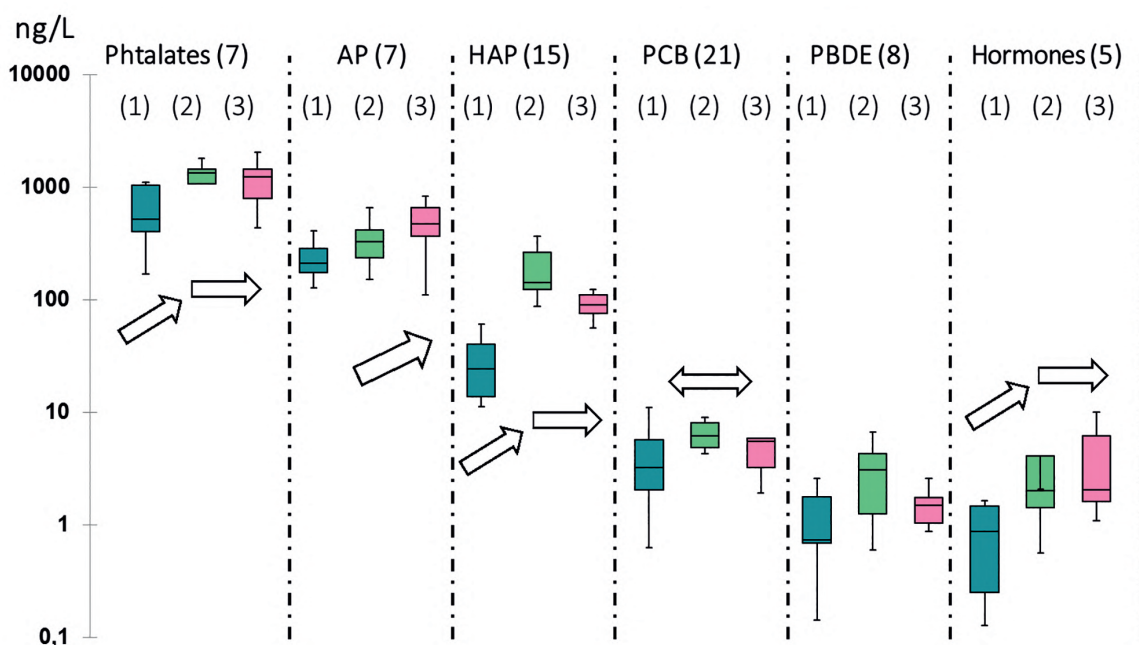 ng/L
Phtalates (7) AP (7) HAP (15) PCB (21) PBDE (8) Hormones (5)
10000
(1) (2) (3) (1) (2) (3) (1) (2) (3) (1) (2) (3) (1) (2) (3) (1) (2) (3)
1000
100
10
1
0,1